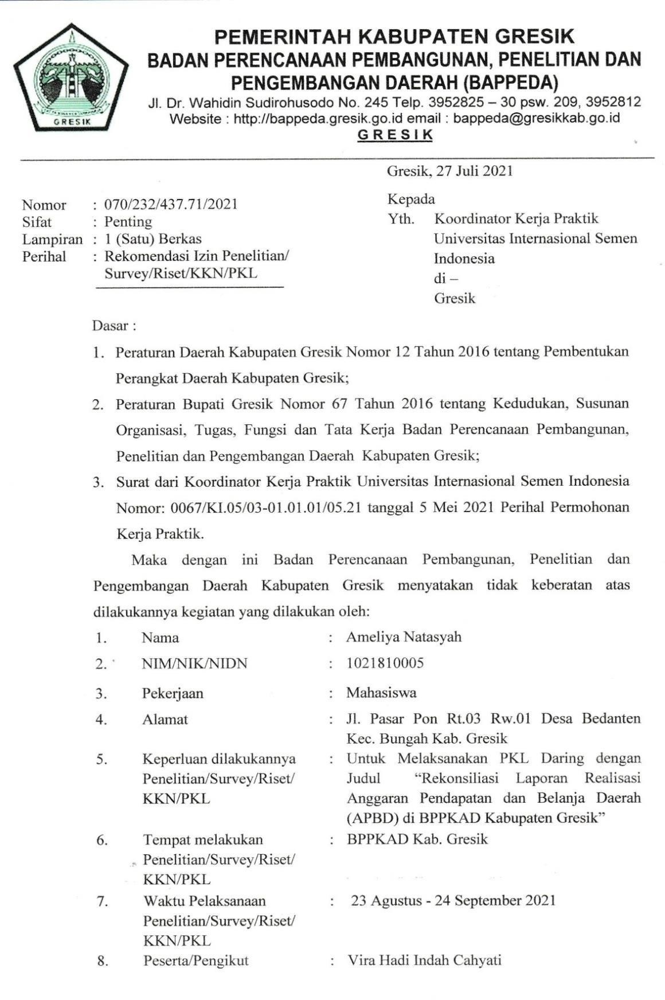 PEMERINTAH KABUPATEN GRESIK
BADAN PERENCANAAN PEMBANGUNAN, PENELITIAN DAN
PENGEMBANGAN DAERAH (BAPPEDA)
Jl. Dr. Wahidin Sudirohusodo No. 245 Telp. 3952825 – 30 psw. 209, 3952812
Website : http://bappeda.gresik.go.id email : bappeda@gresikkab.go.id
GRESIK
GRESIK
Gresik, 27 Juli 2021
Nomor : 070/232/437.71/2021
Sifat : Penting
Lampiran : 1 (Satu) Berkas
Perihal : Rekomendasi Izin Penelitian/
Survey/Riset/KKN/PKL
Kepada
Yth. Koordinator Kerja Praktik
Universitas Internasional Semen
Indonesia
di –
Gresik
Dasar :
1. Peraturan Daerah Kabupaten Gresik Nomor 12 Tahun 2016 tentang Pembentukan
Perangkat Daerah Kabupaten Gresik;
2. Peraturan Bupati Gresik Nomor 67 Tahun 2016 tentang Kedudukan, Susunan
Organisasi, Tugas, Fungsi dan Tata Kerja Badan Perencanaan Pembangunan,
Penelitian dan Pengembangan Daerah Kabupaten Gresik;
3. Surat dari Koordinator Kerja Praktik Universitas Internasional Semen Indonesia
Nomor: 0067/KI.05/03-01.01.01/05.21 tanggal 5 Mei 2021 Perihal Permohonan
Kerja Praktik.
Maka dengan ini Badan Perencanaan Pembangunan, Penelitian dan
Pengembangan Daerah Kabupaten Gresik menyatakan tidak keberatan atas
dilakukannya kegiatan yang dilakukan oleh:
1. Nama : Ameliya Natasyah
2. NIM/NIK/NIDN : 1021810005
3. Pekerjaan : Mahasiswa
4. Alamat : Jl. Pasar Pon Rt.03 Rw.01 Desa Bedanten
Kec. Bungah Kab. Gresik
5. Keperluan dilakukannya : Untuk Melaksanakan PKL Daring dengan
Penelitian/Survey/Riset/ Judul “Rekonsiliasi Laporan Realisasi
KKN/PKL Anggaran Pendapatan dan Belanja Daerah
(APBD) di BPPKAD Kabupaten Gresik”
6. Tempat melakukan : BPPKAD Kab. Gresik
Penelitian/Survey/Riset/
KKN/PKL
7. Waktu Pelaksanaan : 23 Agustus - 24 September 2021
Penelitian/Survey/Riset/
KKN/PKL
8. Peserta/Pengikut : Vira Hadi Indah Cahyati